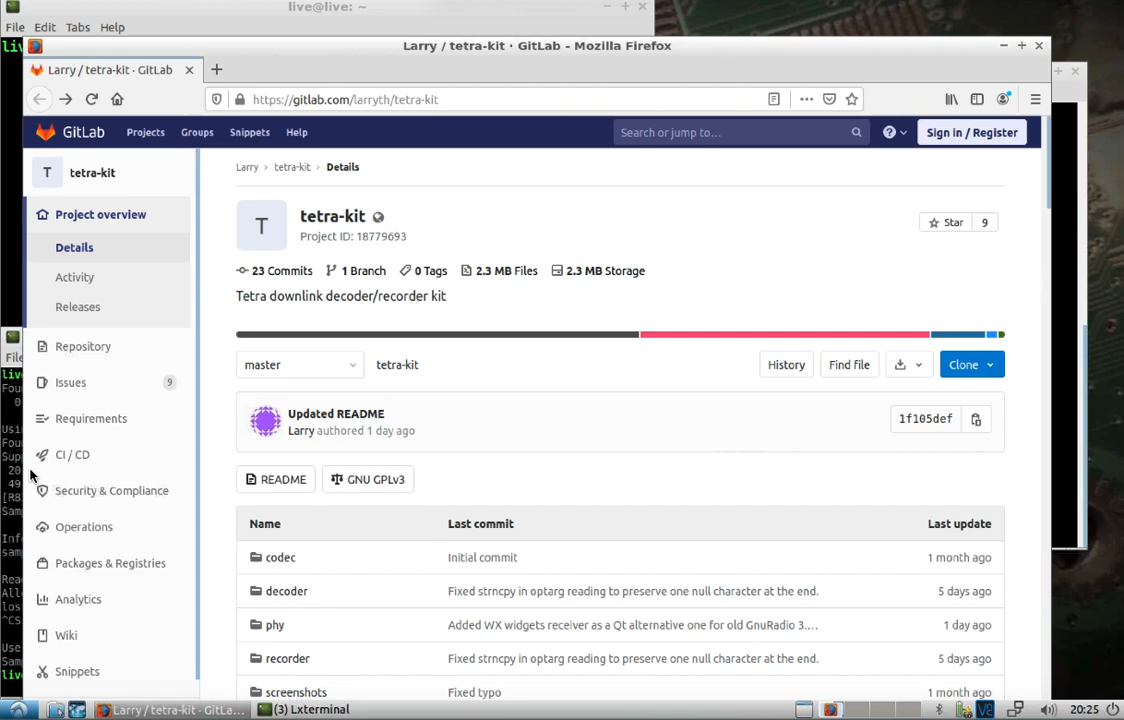 live@live: ~
File Edit Tabs Help
Larry / tetra-kit · GitLab - Mozilla Firefox
Larry / tetra-kit · GitLab
https://gitlab.com/larryth/tetra-kit
GitLab Projects Groups Snippets Help Search or jump to... Sign in / Register
T tetra-kit
Project overview
Details
Activity
Releases
Repository
Issues 9
Requirements
CI / CD
Security & Compliance
Operations
Packages & Registries
Analytics
Wiki
Snippets
Larry > tetra-kit > Details
T
tetra-kit
Project ID: 18779693
Star 9
23 Commits 1 Branch 0 Tags 2.3 MB Files 2.3 MB Storage
Tetra downlink decoder/recorder kit
master tetra-kit History Find file Clone
Updated README
Larry authored 1 day ago
1f105def
README GNU GPLv3
Name Last commit Last update
codec Initial commit 1 month ago
decoder Fixed strncpy in optarg reading to preserve one null character at the end. 5 days ago
phy Added WX widgets receiver as a Qt alternative one for old GnuRadio 3.... 1 day ago
recorder Fixed strncpy in optarg reading to preserve one null character at the end. 5 days ago
screenshots Fixed typo 1 month ago
Larry / tetra-kit · GitLa... (3) Lxterminal 20:25